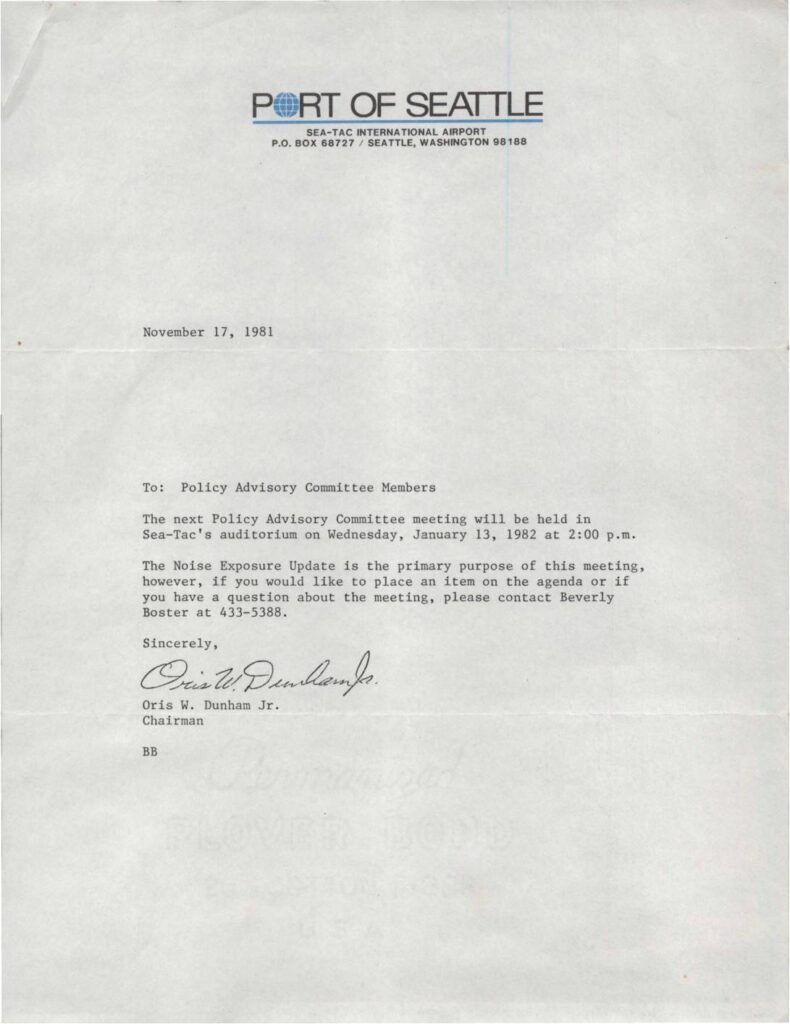 PORT OF SEATTLE
SEA-TAC INTERNATIONAL AIRPORT
P.O. BOX 68727 / SEATTLE, WASHINGTON 98188
November 17, 1981
To: Policy Advisory Committee Members
The next Policy Advisory Committee meeting will be held in
Sea-Tac's auditorium on Wednesday, January 13, 1982 at 2:00 p.m.
The Noise Exposure Update is the primary purpose of this meeting,
however, if you would like to place an item on the agenda or if
you have a question about the meeting, please contact Beverly
Boster at 433-5388.
Sincerely,
Oris W. Dunham Jr.
Oris W. Dunham Jr.
Chairman
BB
PLOVER BOND